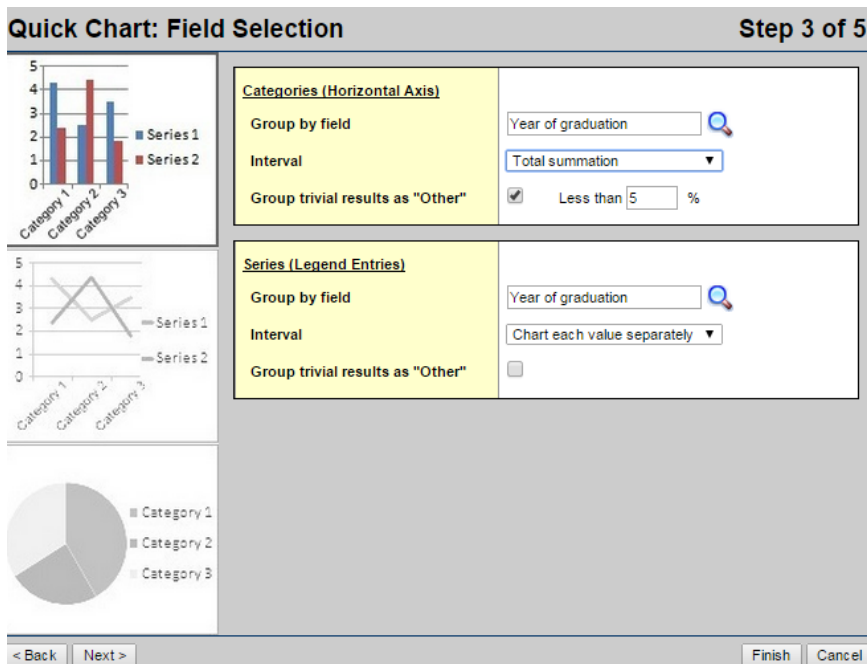 Quick Chart: Field Selection Step 3 of 5
5
4
3
2
1
0
Series 1
Series 2
Category 1
Category 2
Category 3
Categories (Horizontal Axis)
Group by field Year of graduation
Interval Total summation
Group trivial results as "Other" Less than 5 %
5
4
3
2
1
0
Series 1
Series 2
Category 1
Category 2
Category 3
Series (Legend Entries)
Group by field Year of graduation
Interval Chart each value separately
Group trivial results as "Other"
Category 1
Category 2
Category 3
< Back Next > Finish Cancel